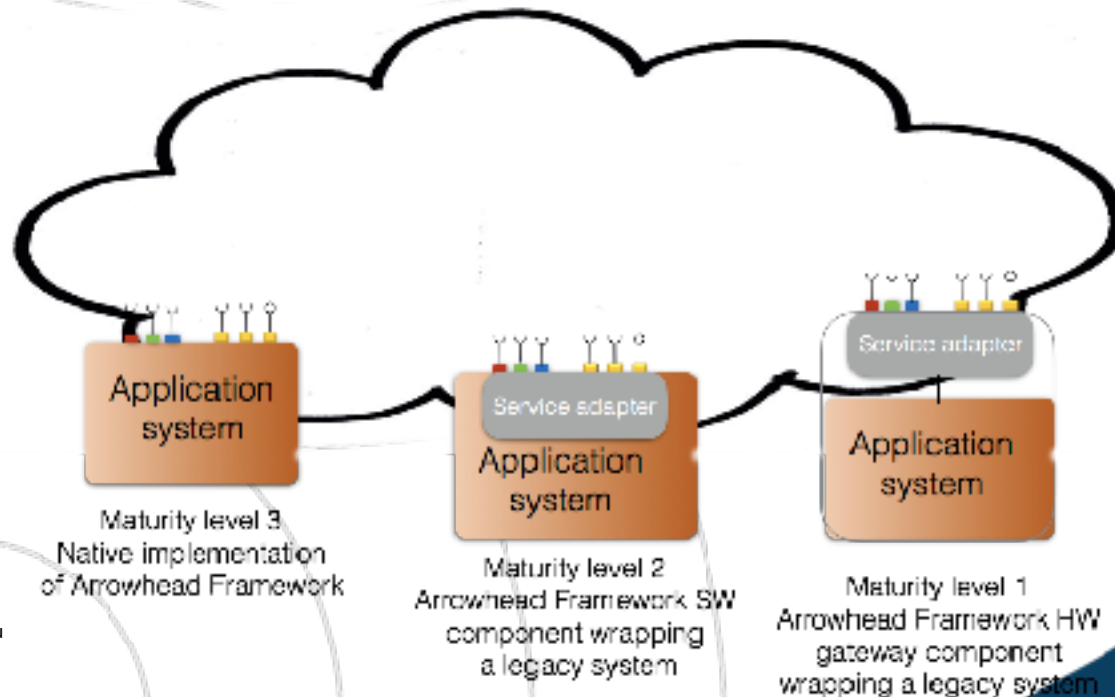 Application
system
Maturity level 3
Native implementation
of Arrowhead Framework
Service adapter
Application
system
Maturity level 2
Arrowhead Framework SW
component wrapping
a legacy system
Service adapter
Application
system
Maturity level 1
Arrowhead Framework HW
gateway component
wrapping a legacy system